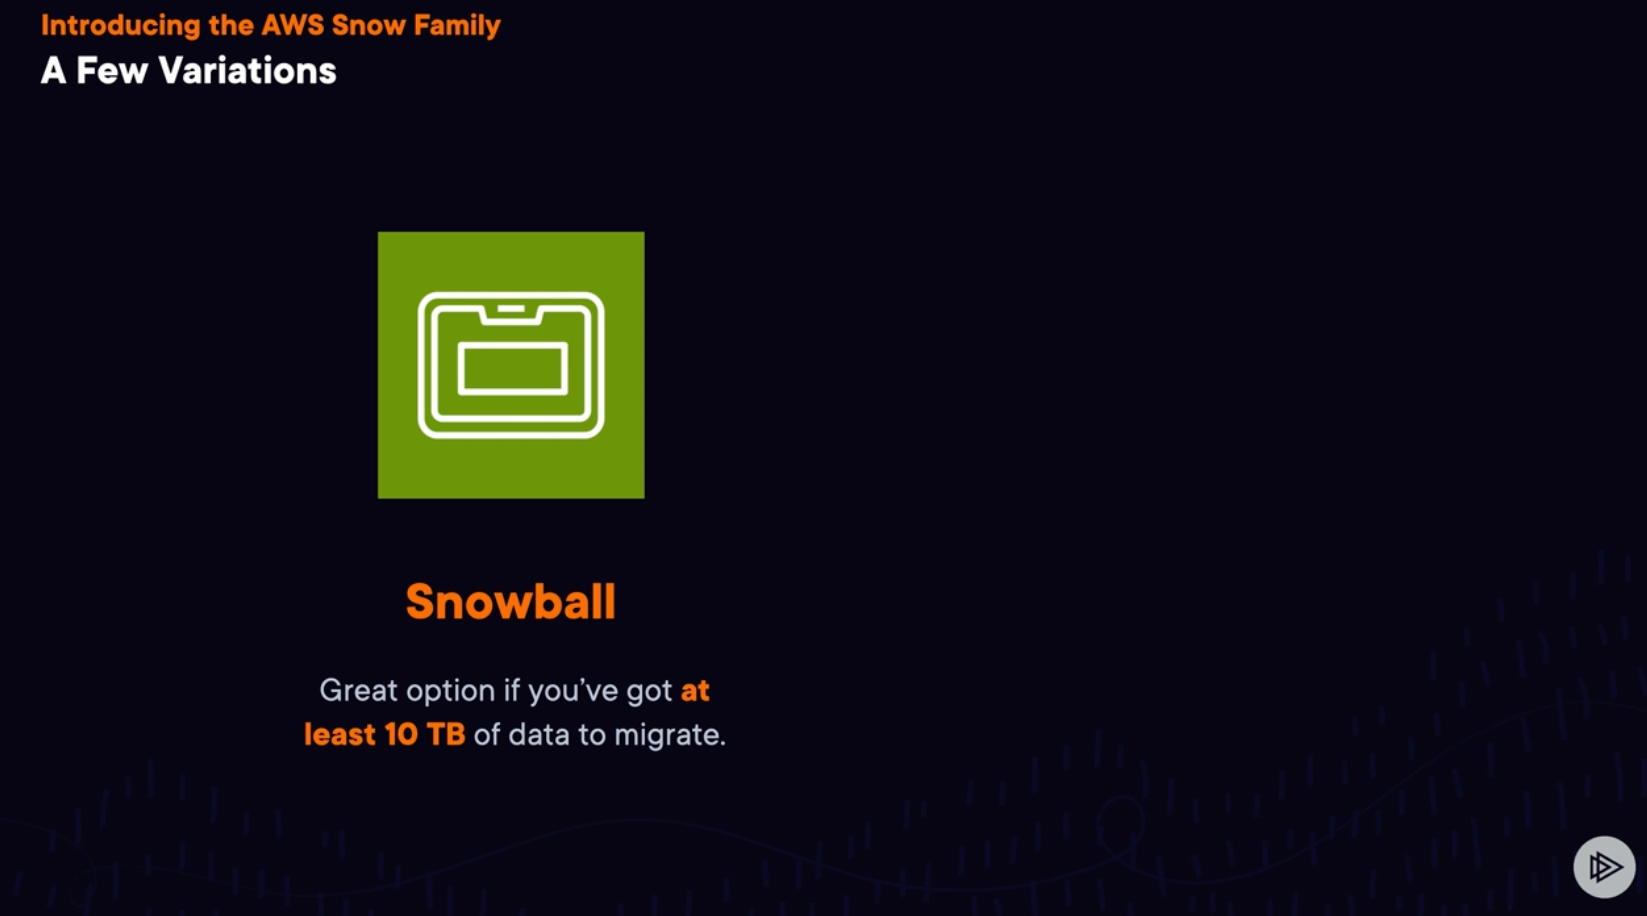 Introducing the AWS Snow Family
A Few Variations
Snowball
Great option if you’ve got at
least 10 TB of data to migrate.